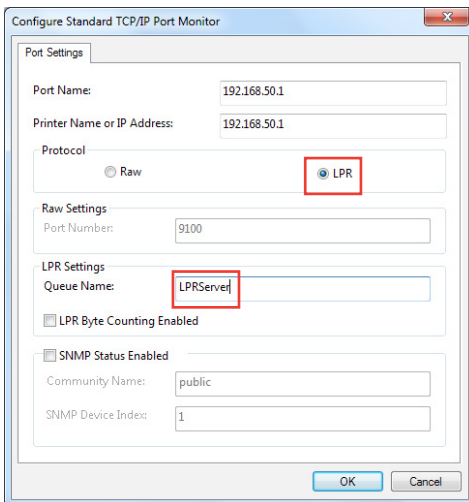 Configure Standard TCP/IP Port Monitor
Port Settings
Port Name: 192.168.50.1
Printer Name or IP Address: 192.168.50.1
Protocol
Raw LPR
Raw Settings
Port Number: 9100
LPR Settings
Queue Name: LPRServer
LPR Byte Counting Enabled
SNMP Status Enabled
Community Name: public
SNMP Device Index: 1
OK Cancel